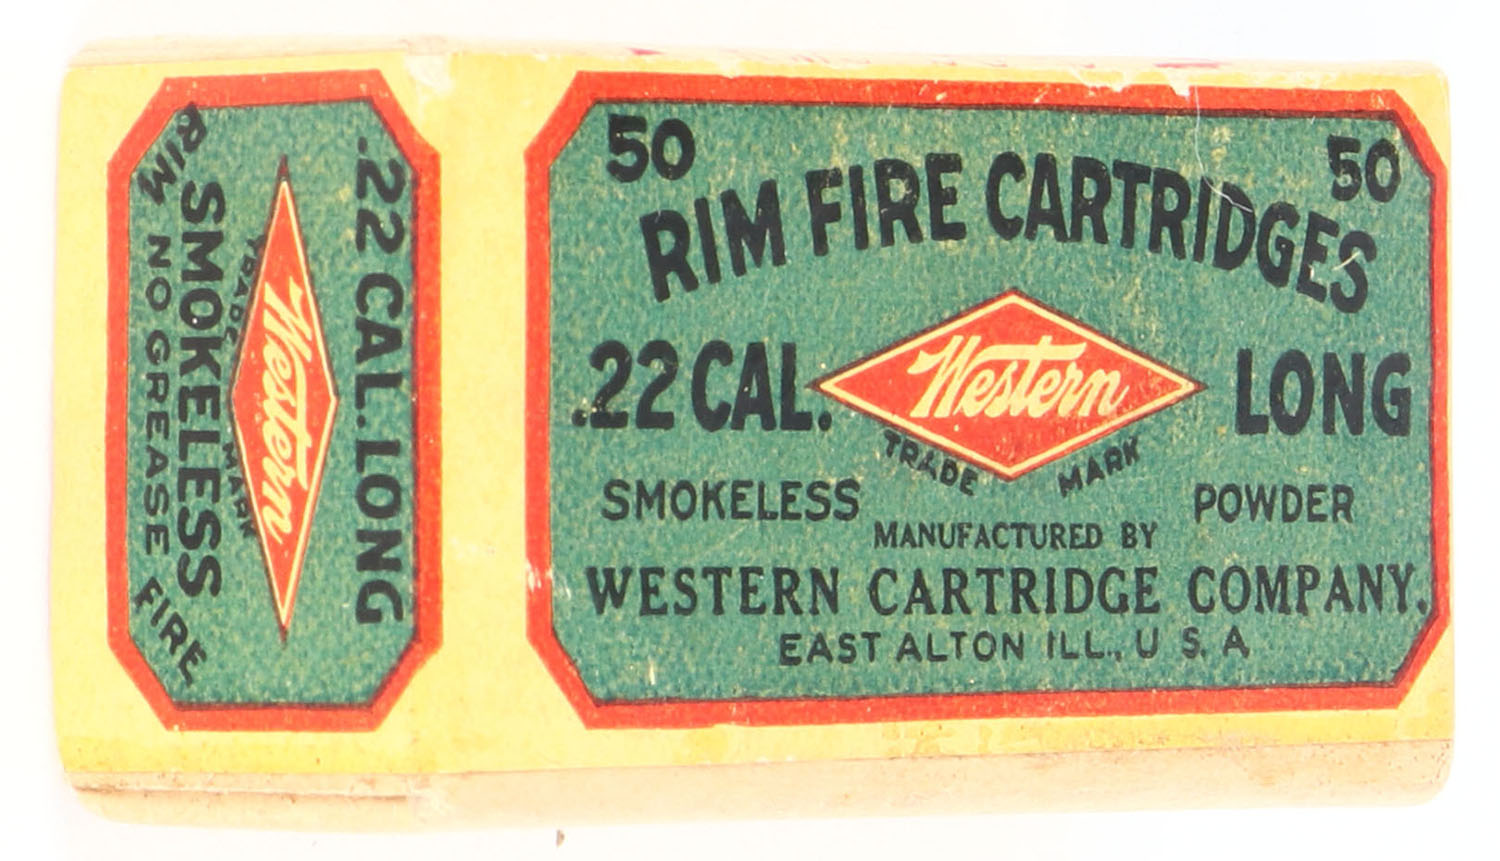 .22 CAL. LONG
Western
TRADE MARK
SMOKELESS
RIM NO GREASE FIRE
50 50
RIM FIRE CARTRIDGES
.22 CAL. Western LONG
TRADE MARK
SMOKELESS POWDER
MANUFACTURED BY
WESTERN CARTRIDGE COMPANY.
EAST ALTON ILL., U S. A